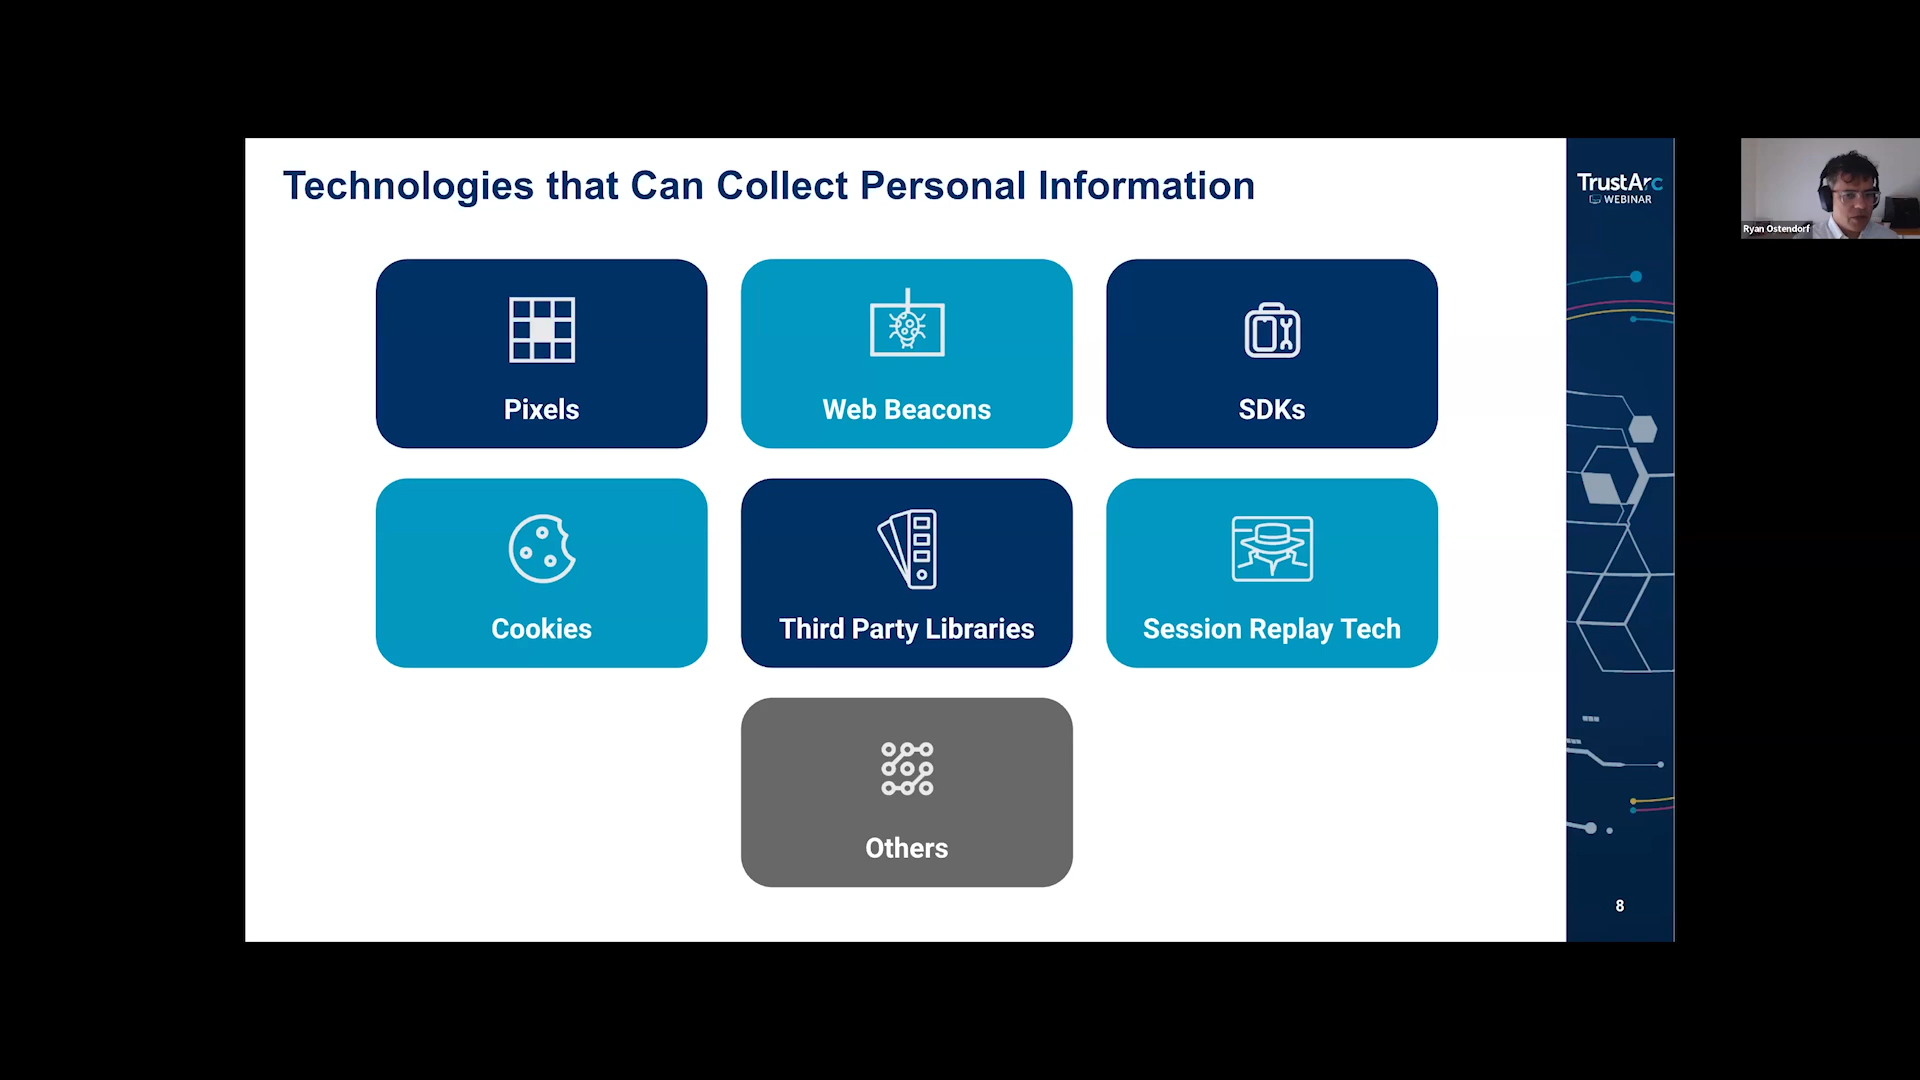 Technologies that Can Collect Personal Information
TrustArc
WEBINAR
Ryan Ostendorf
Pixels
Web Beacons
SDKs
Cookies
Third Party Libraries
Session Replay Tech
Others
8